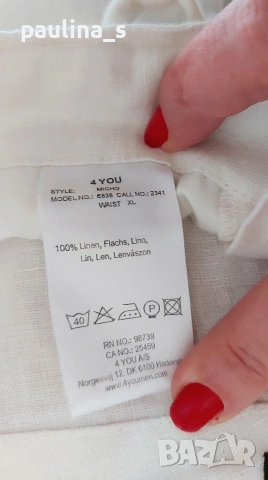 paulina_s
4 YOU
STYLE: MICHO
MODEL NO.: 6838 CALL NO.: 2341
WAIST XL
100% Linen, Flachs, Lino,
Lin, Len, Lenvászon
40 P
RN NO.: 98739
CA NO.: 25459
4 YOU A/S
Norgesvej 12, DK 6100 Haderslev
www.4youmen.com
BAZAR